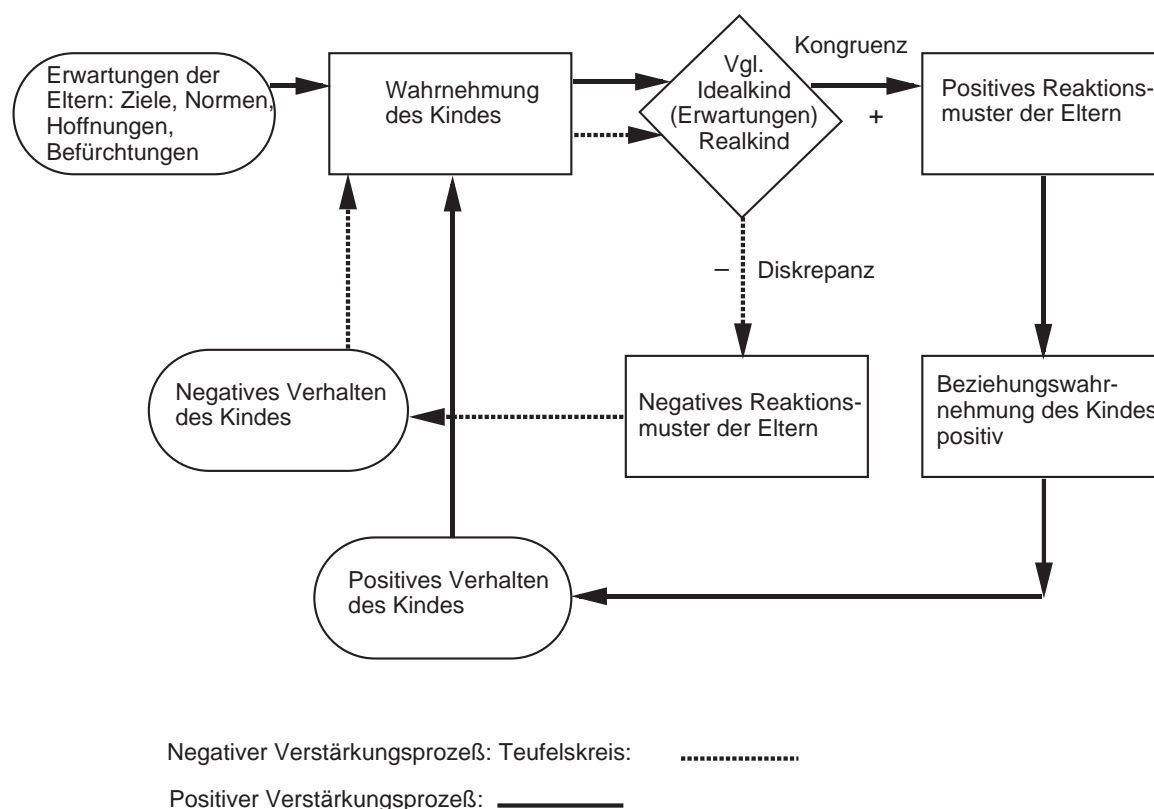 Erwartungen der
Eltern: Ziele, Normen,
Hoffnungen,
Befürchtungen
Wahrnehmung
des Kindes
Vgl.
Idealkind
(Erwartungen)
Realkind
Kongruenz
+
Positives Reaktions-
muster der Eltern
– Diskrepanz
Negatives Verhalten
des Kindes
Negatives Reaktions-
muster der Eltern
Beziehungswahr-
nehmung des Kindes
positiv
Positives Verhalten
des Kindes
Negativer Verstärkungsprozeß: Teufelskreis:
Positiver Verstärkungsprozeß: